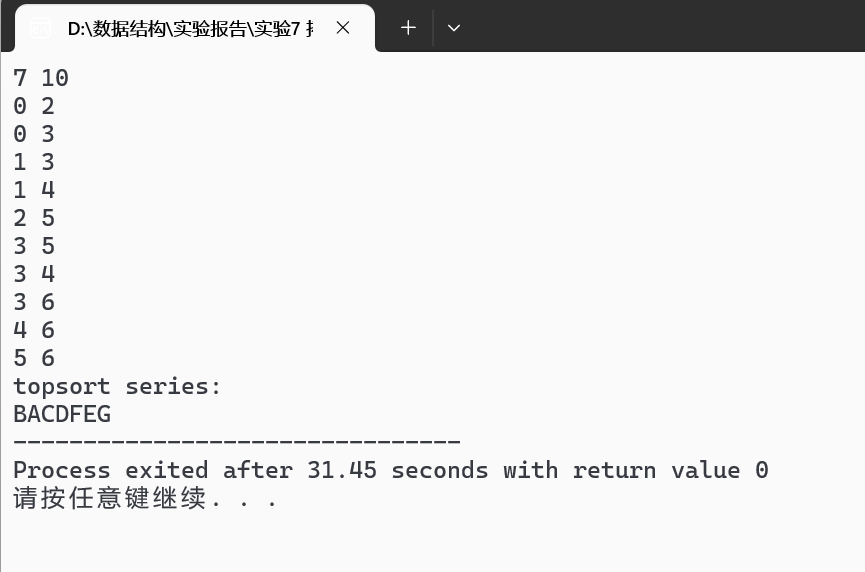 D:\数据结构\实验报告\实验7
7 10
0 2
0 3
1 3
1 4
2 5
3 5
3 4
3 6
4 6
5 6
topsort series:
BACDFEG
--------------------------------
Process exited after 31.45 seconds with return value 0
请按任意键继续. . .